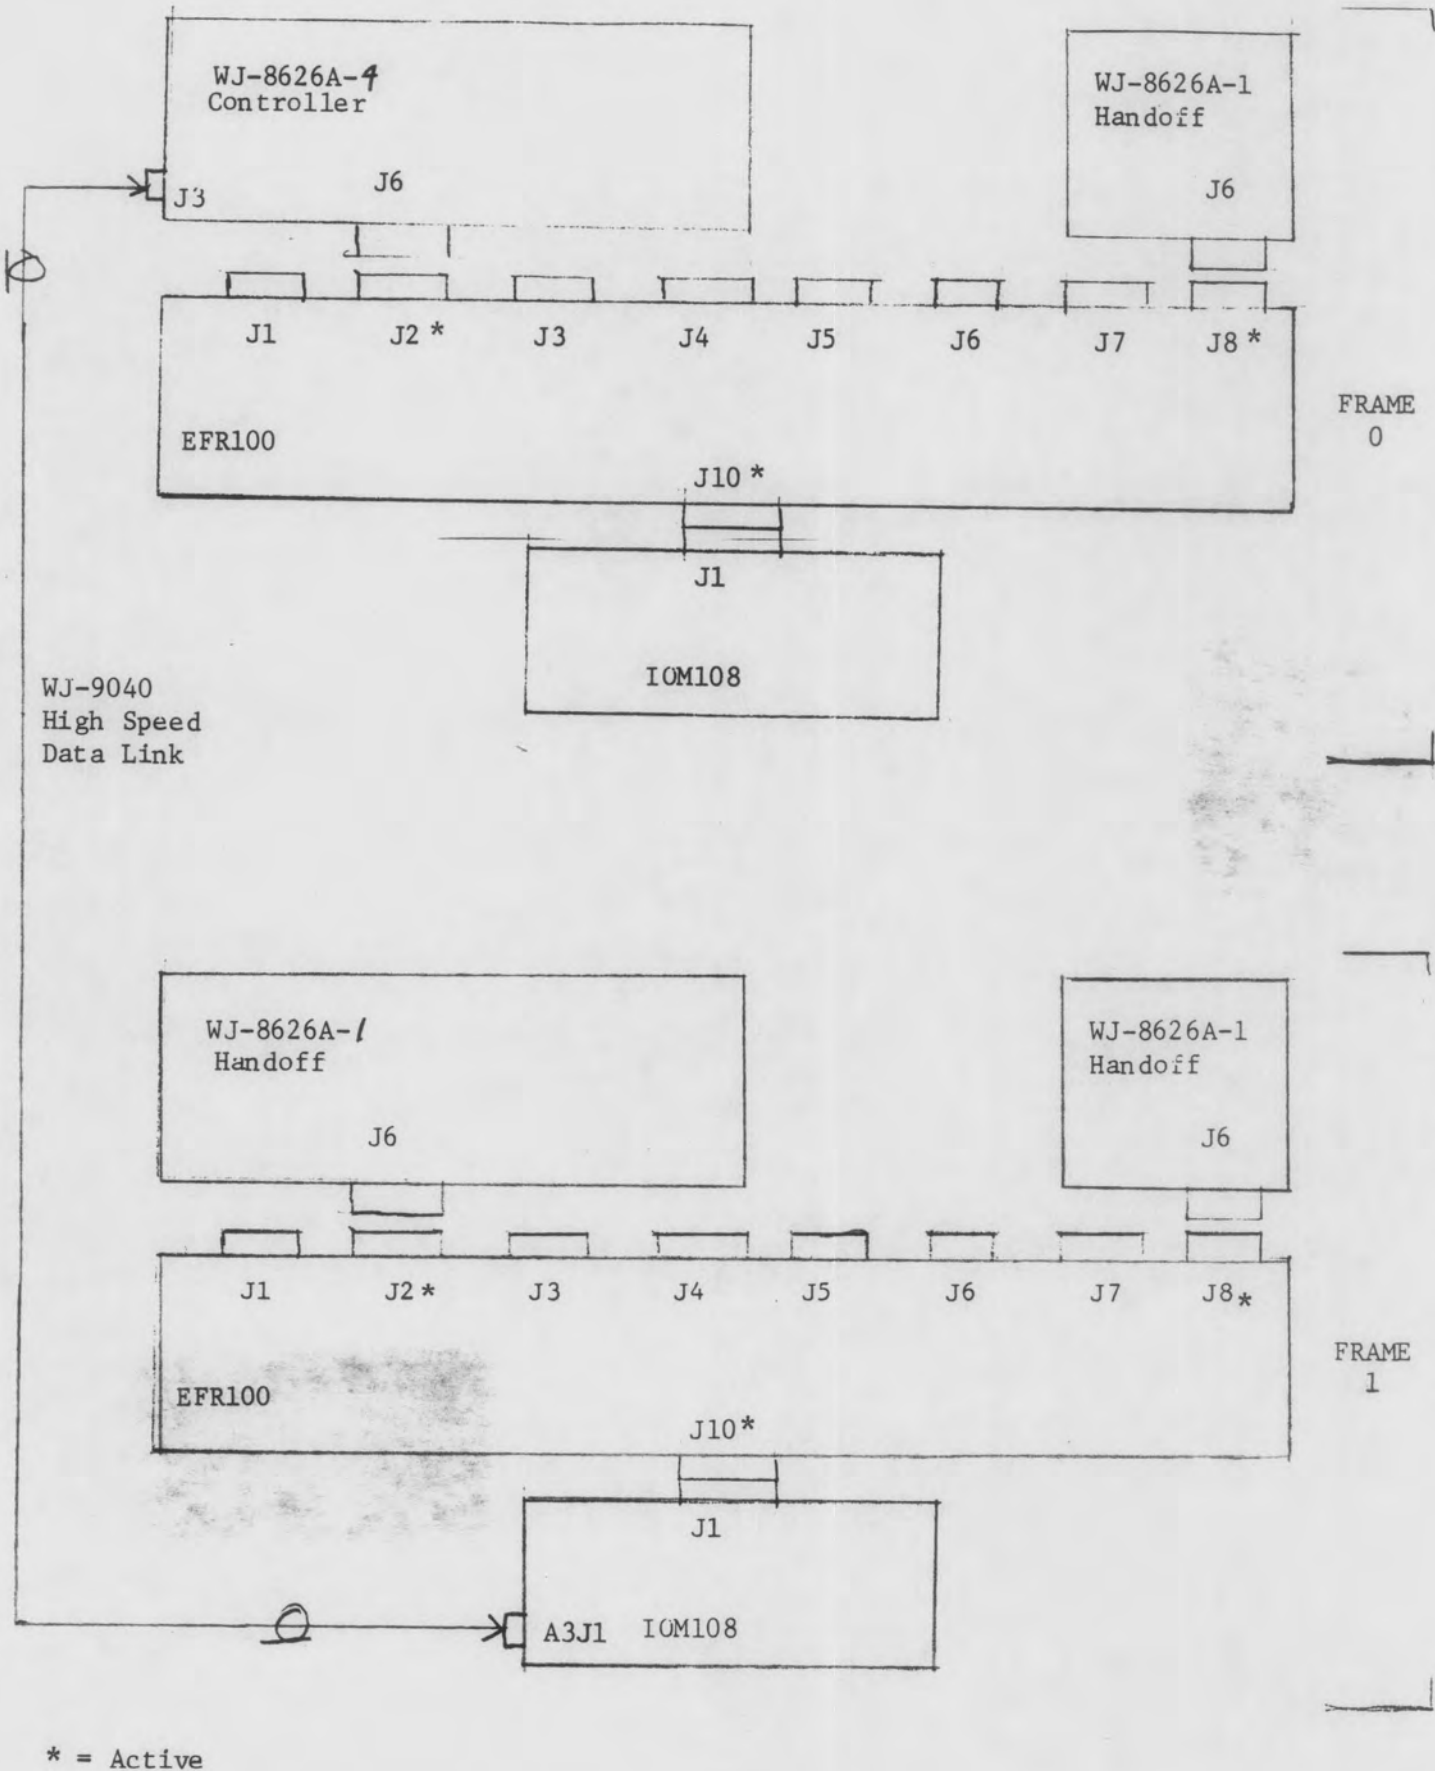 WJ-8626A-4
Controller
J3
J6
WJ-8626A-1
Handoff
J6
J1
J2 *
J3
J4
J5
J6
J7
J8 *
EFR100
J10 *
FRAME
0
J1
IOM108
WJ-9040
High Speed
Data Link
WJ-8626A-1
Handoff
J6
WJ-8626A-1
Handoff
J6
J1
J2 *
J3
J4
J5
J6
J7
J8 *
EFR100
J10 *
FRAME
1
J1
A3J1 IOM108
* = Active